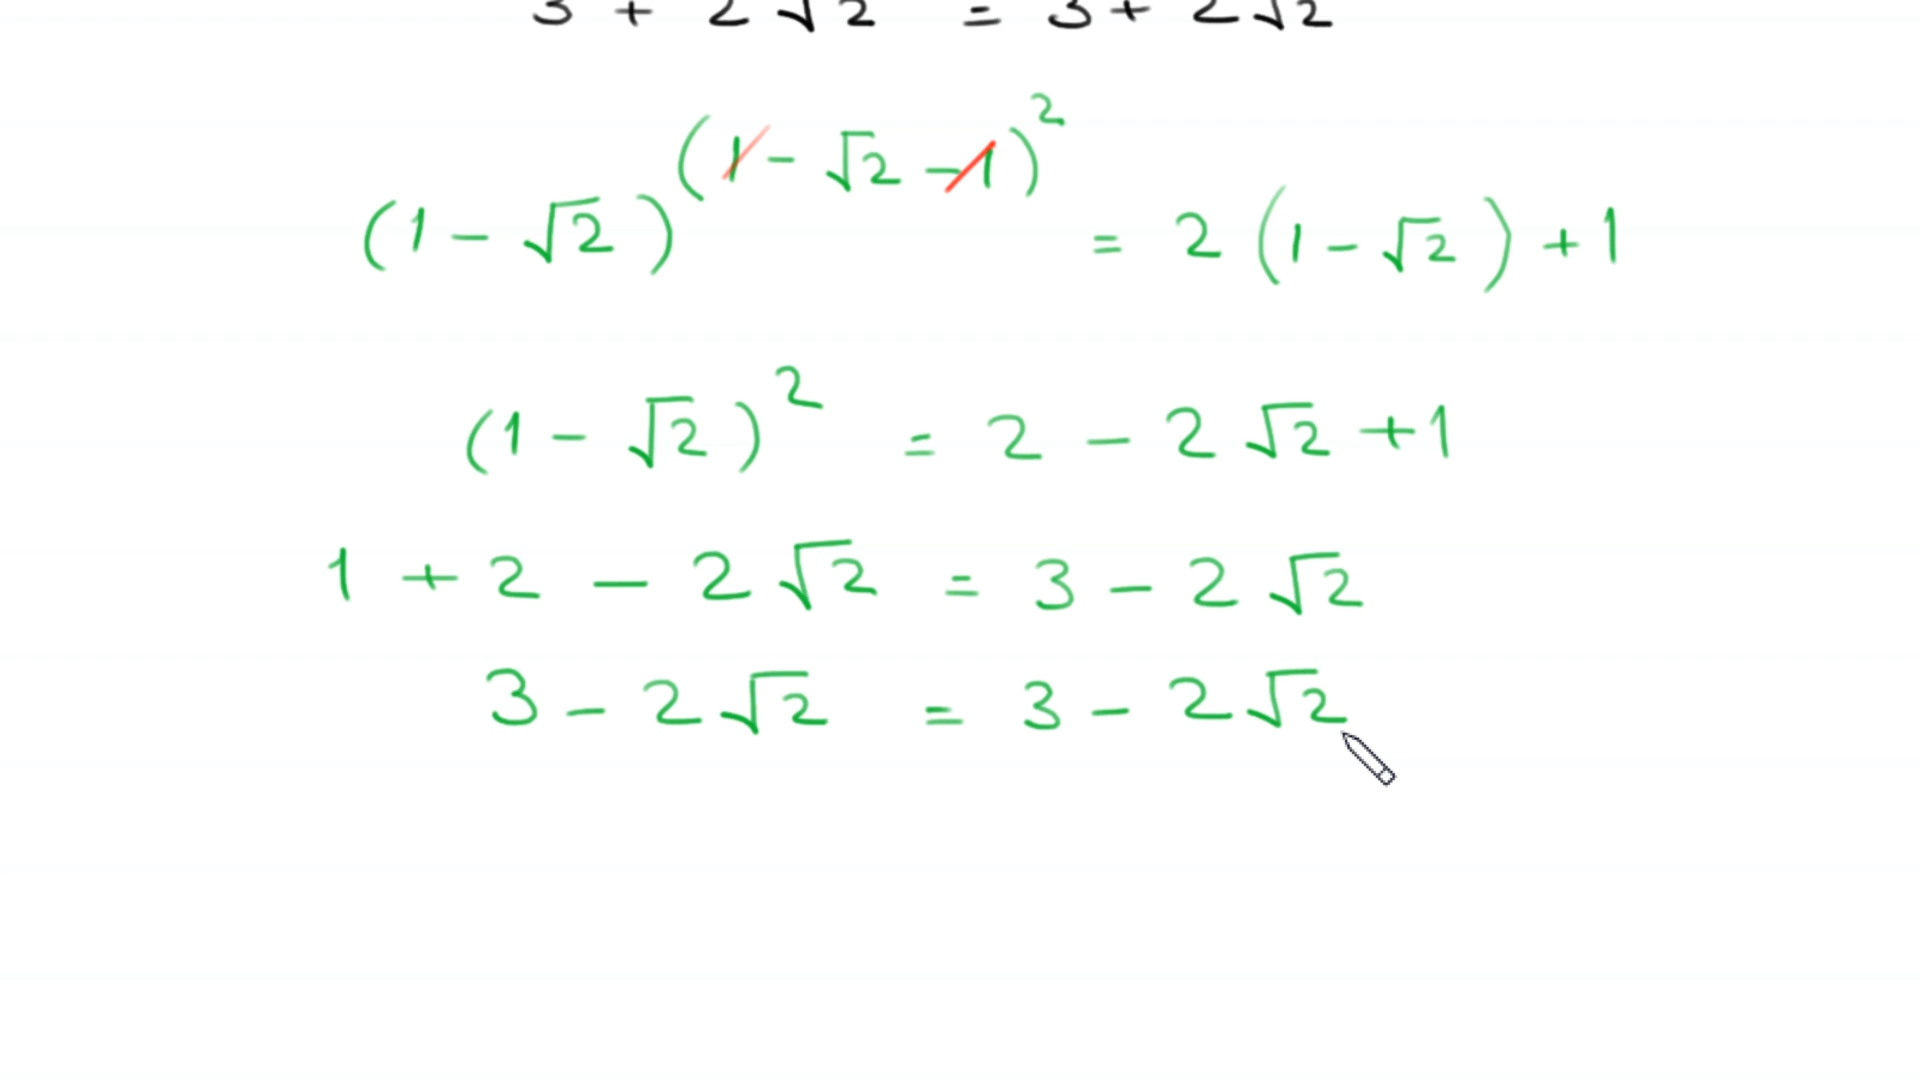 3 + 2√2 = 3 + 2√2
(1 - √2)^(1 - √2 - 1)^2 = 2(1 - √2) + 1
(1 - √2)^2 = 2 - 2√2 + 1
1 + 2 - 2√2 = 3 - 2√2
3 - 2√2 = 3 - 2√2